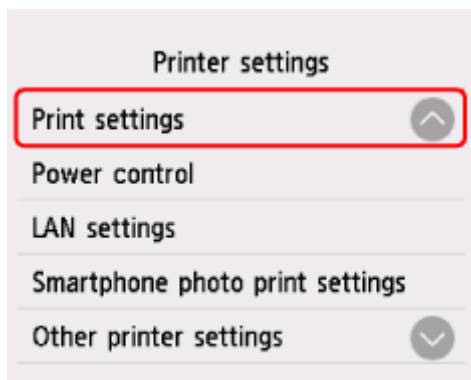 Printer settings
Print settings
Power control
LAN settings
Smartphone photo print settings
Other printer settings